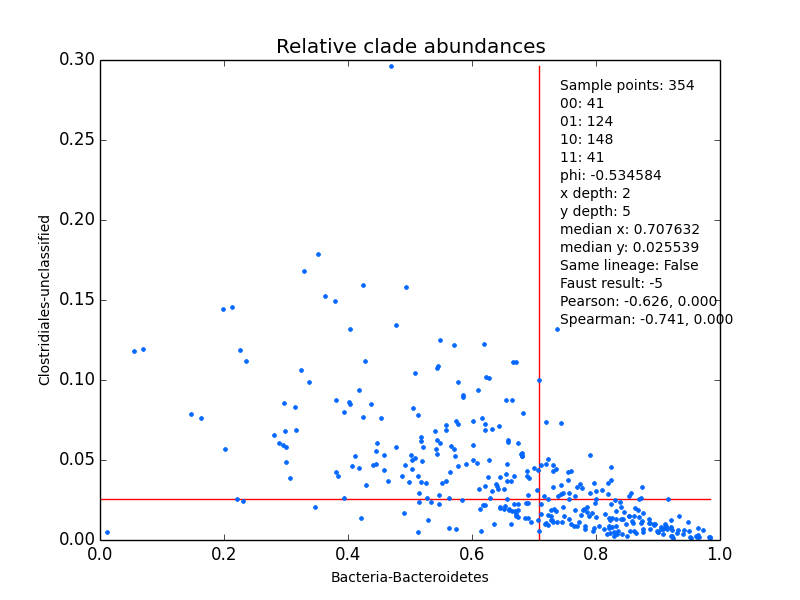 Relative clade abundances
0.30
0.25
0.20
0.15
0.10
0.05
0.00
Clostridiales-unclassified
Sample points: 354
00: 41
01: 124
10: 148
11: 41
phi: -0.534584
x depth: 2
y depth: 5
median x: 0.707632
median y: 0.025539
Same lineage: False
Faust result: -5
Pearson: -0.626, 0.000
Spearman: -0.741, 0.000
0.0 0.2 0.4 0.6 0.8 1.0
Bacteria-Bacteroidetes